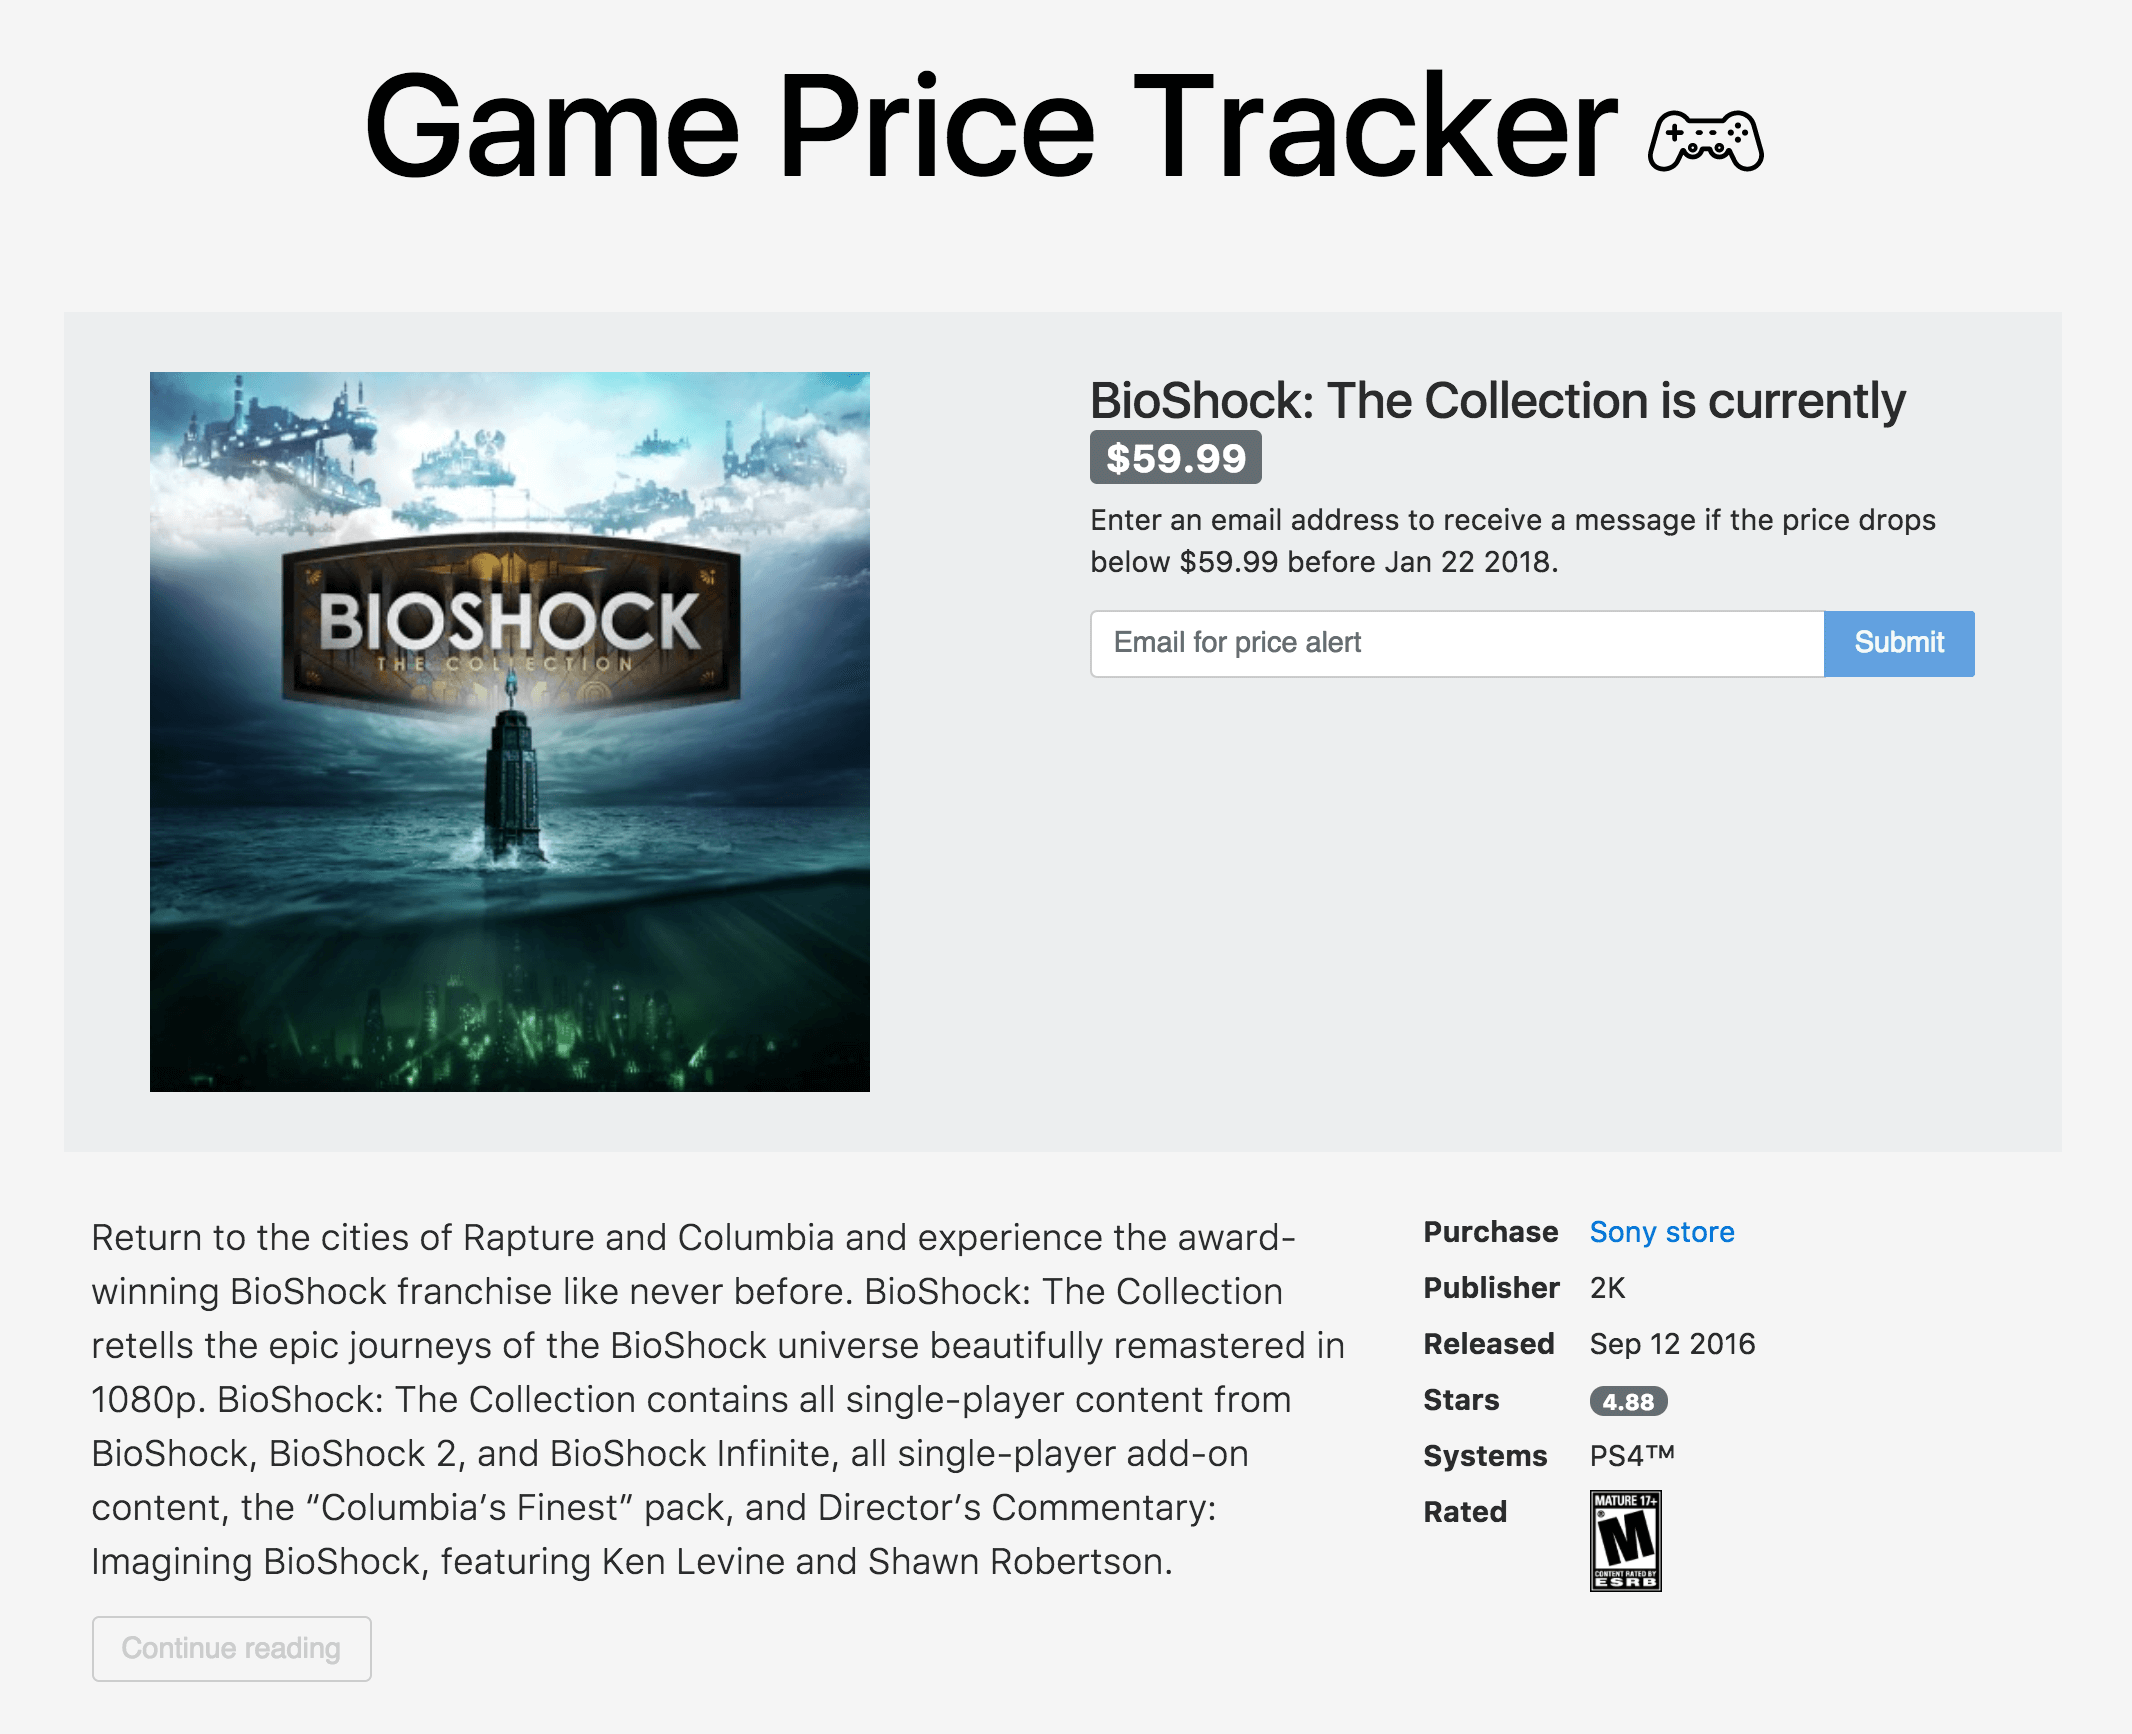 Game Price Tracker
BIOSHOCK
THE COLLECTION
BioShock: The Collection is currently
$59.99
Enter an email address to receive a message if the price drops
below $59.99 before Jan 22 2018.
Email for price alert
Submit
Return to the cities of Rapture and Columbia and experience the award-
winning BioShock franchise like never before. BioShock: The Collection
retells the epic journeys of the BioShock universe beautifully remastered in
1080p. BioShock: The Collection contains all single-player content from
BioShock, BioShock 2, and BioShock Infinite, all single-player add-on
content, the “Columbia’s Finest” pack, and Director’s Commentary:
Imagining BioShock, featuring Ken Levine and Shawn Robertson.
Continue reading
Purchase Sony store
Publisher 2K
Released Sep 12 2016
Stars 4.88
Systems PS4™
Rated
MATURE 17+
M
®
CONTENT RATED BY
ESRB